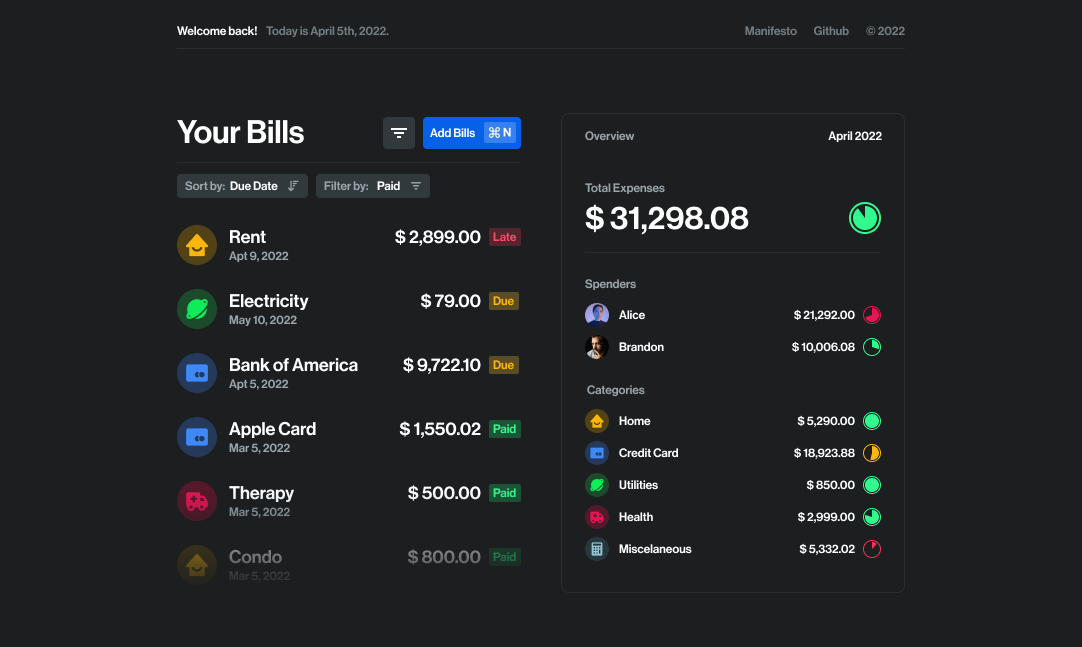 Welcome back! Today is April 5th, 2022.
Manifesto Github © 2022
Your Bills
Add Bills ⌘ N
Sort by: Due Date
Filter by: Paid
Rent $ 2,899.00 Late
Apt 9, 2022
Electricity $ 79.00 Due
May 10, 2022
Bank of America $ 9,722.10 Due
Apt 5, 2022
Apple Card $ 1,550.02 Paid
Mar 5, 2022
Therapy $ 500.00 Paid
Mar 5, 2022
Condo $ 800.00 Paid
Mar 5, 2022
Overview April 2022
Total Expenses
$ 31,298.08
Spenders
Alice $ 21,292.00
Brandon $ 10,006.08
Categories
Home $ 5,290.00
Credit Card $ 18,923.88
Utilities $ 850.00
Health $ 2,999.00
Miscelaneous $ 5,332.02